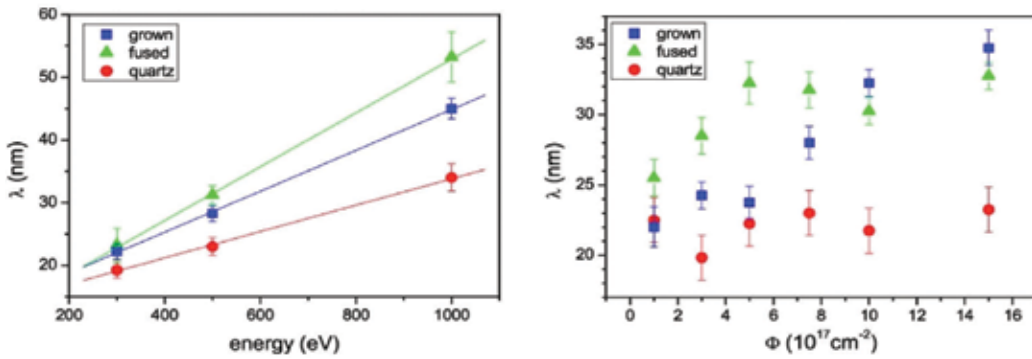 60
50
40
30
20
λ (nm)
grown
fused
quartz
200 400 600 800 1000
energy (eV)
35
30
25
20
λ (nm)
grown
fused
quartz
0 2 4 6 8 10 12 14 16
Φ (10¹⁷cm⁻²)